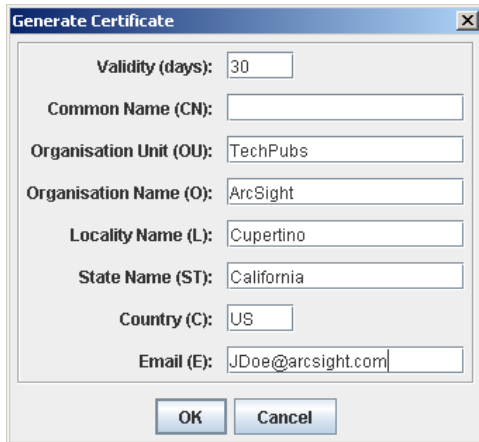 Generate Certificate
Validity (days): 30
Common Name (CN):
Organisation Unit (OU): TechPubs
Organisation Name (O): ArcSight
Locality Name (L): Cupertino
State Name (ST): California
Country (C): US
Email (E): JDoe@arcsight.com
OK Cancel